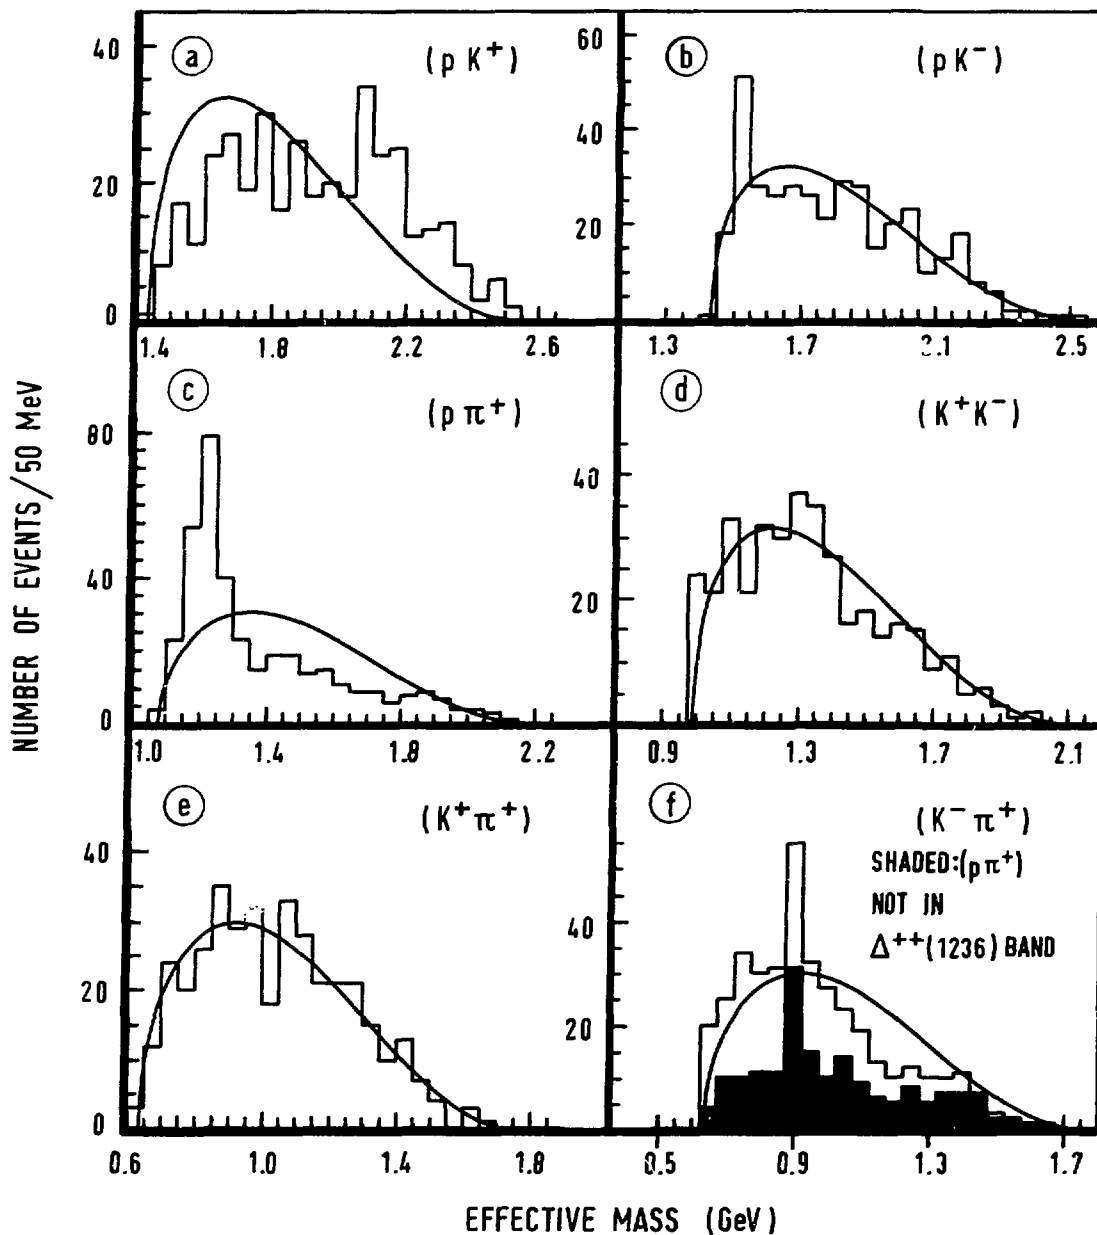 a (p K⁺)
40
20
0
1.4 1.8 2.2 2.6
b (p K⁻)
60
40
20
0
1.3 1.7 2.1 2.5
c (p π⁺)
80
40
0
1.0 1.4 1.8 2.2
d (K⁺K⁻)
40
20
0.9 1.3 1.7 2.1
e (K⁺π⁺)
40
20
0
0.6 1.0 1.4 1.8
f (K⁻π⁺)
SHADED:(pπ⁺)
NOT IN
Δ⁺⁺(1236) BAND
40
20
0.5 0.9 1.3 1.7
NUMBER OF EVENTS/50 MeV
EFFECTIVE MASS (GeV)